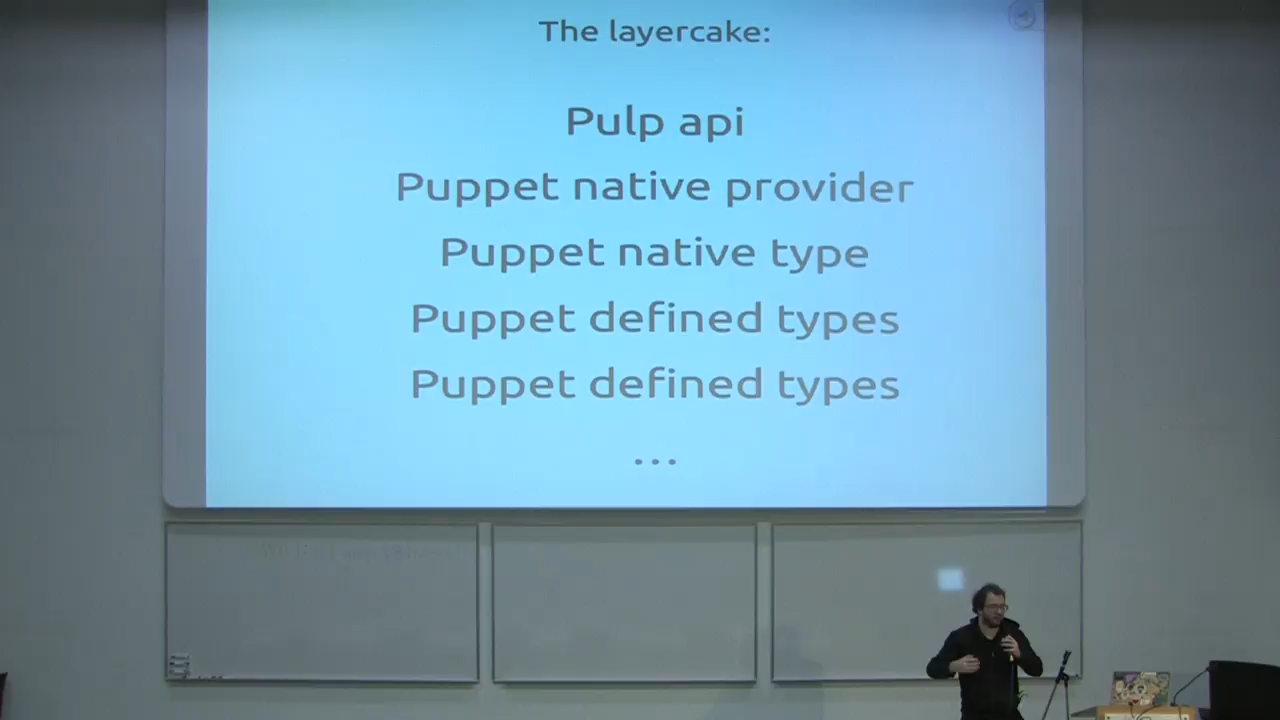 The layercake:
Pulp api
Puppet native provider
Puppet native type
Puppet defined types
Puppet defined types
...